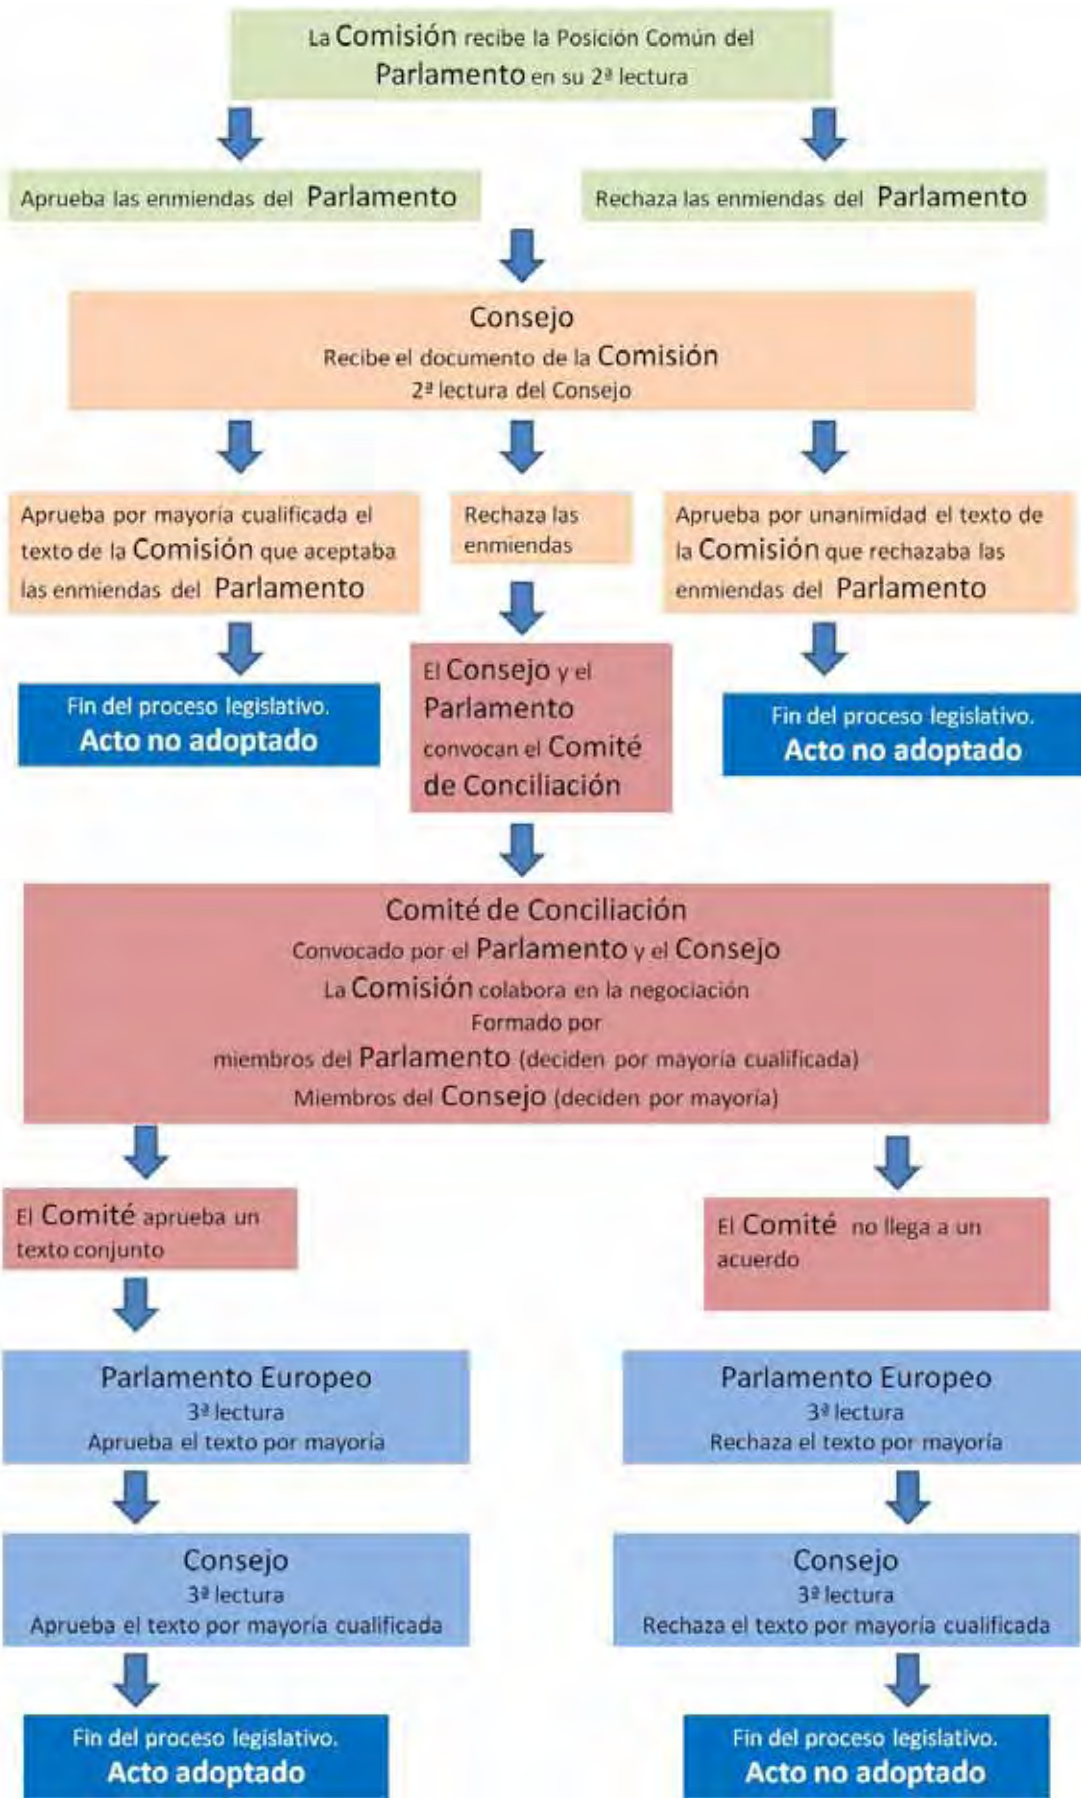 La Comisión recibe la Posición Común del
Parlamento en su 2ª lectura
Aprueba las enmiendas del Parlamento
Rechaza las enmiendas del Parlamento
Consejo
Recibe el documento de la Comisión
2ª lectura del Consejo
Aprueba por mayoría cualificada el
texto de la Comisión que aceptaba
las enmiendas del Parlamento
Rechaza las
enmiendas
Aprueba por unanimidad el texto de
la Comisión que rechazaba las
enmiendas del Parlamento
Fin del proceso legislativo.
Acto no adoptado
El Consejo y el
Parlamento
convocan el Comité
de Conciliación
Fin del proceso legislativo.
Acto no adoptado
Comité de Conciliación
Convocado por el Parlamento y el Consejo
La Comisión colabora en la negociación
Formado por
miembros del Parlamento (deciden por mayoría cualificada)
Miembros del Consejo (deciden por mayoría)
El Comité aprueba un
texto conjunto
El Comité no llega a un
acuerdo
Parlamento Europeo
3ª lectura
Aprueba el texto por mayoría
Parlamento Europeo
3ª lectura
Rechaza el texto por mayoría
Consejo
3ª lectura
Aprueba el texto por mayoría cualificada
Consejo
3ª lectura
Rechaza el texto por mayoría cualificada
Fin del proceso legislativo.
Acto adoptado
Fin del proceso legislativo.
Acto no adoptado